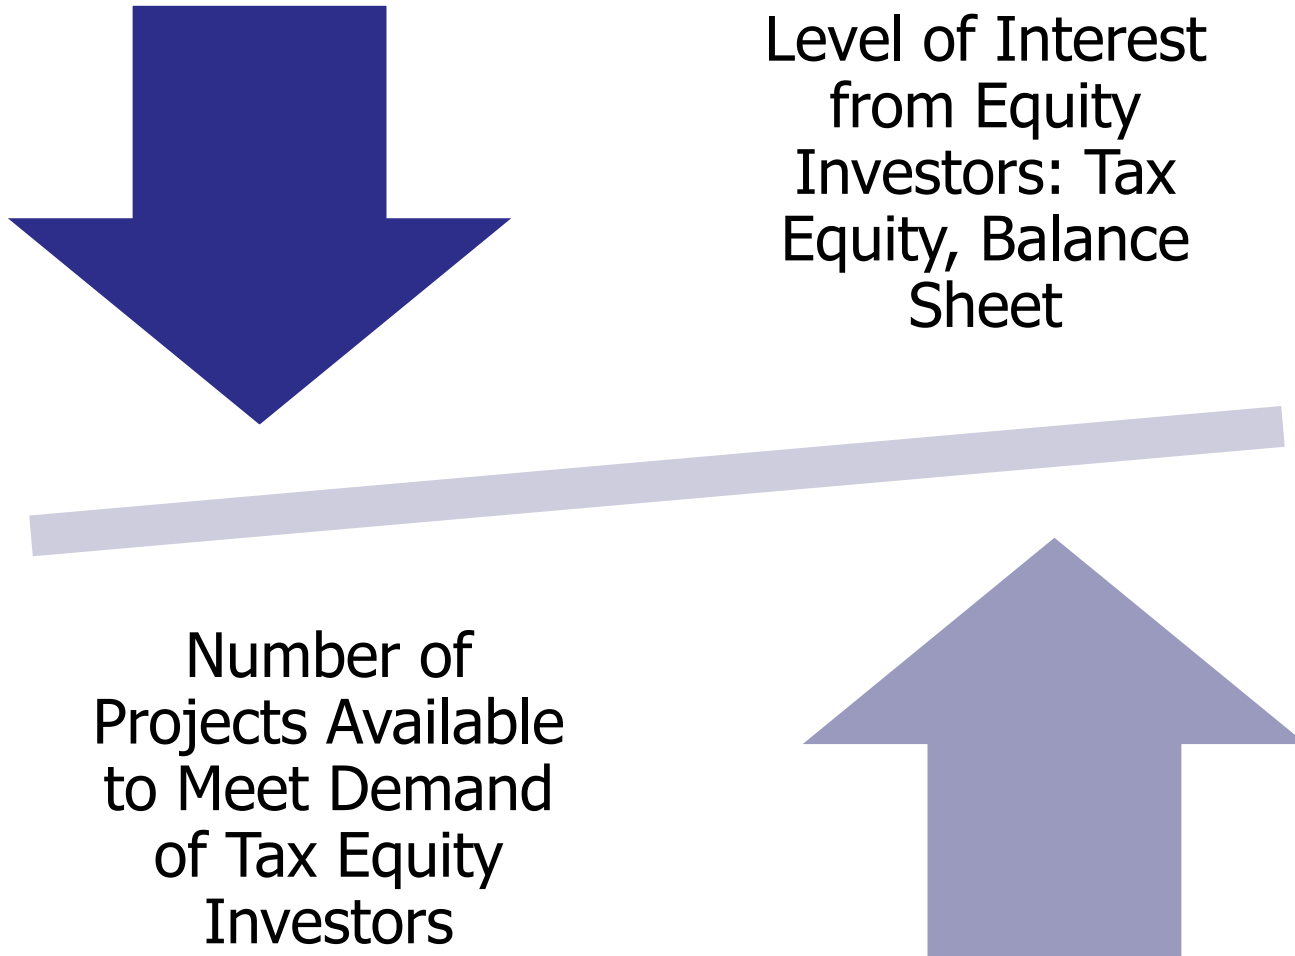 Level of Interest
from Equity
Investors: Tax
Equity, Balance
Sheet
Number of
Projects Available
to Meet Demand
of Tax Equity
Investors